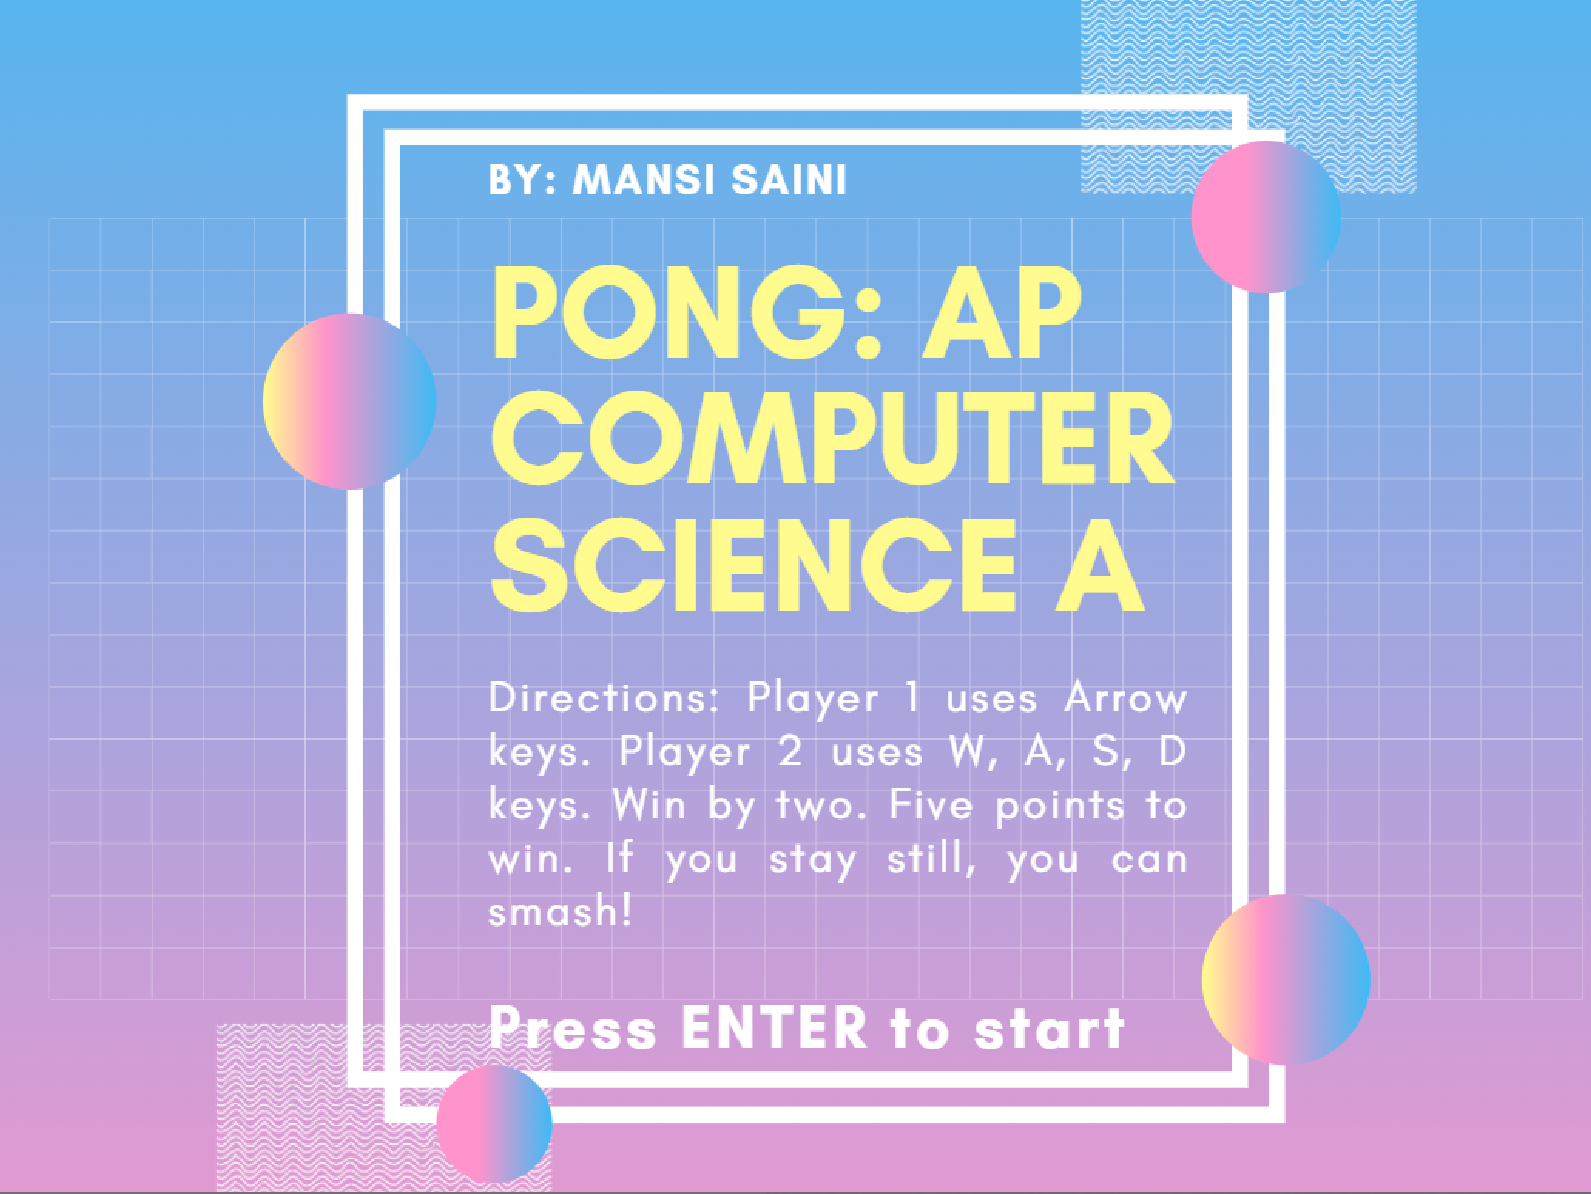 BY: MANSI SAINI
PONG: AP
COMPUTER
SCIENCE A
Directions: Player 1 uses Arrow
keys. Player 2 uses W, A, S, D
keys. Win by two. Five points to
win. If you stay still, you can
smash!
Press ENTER to start